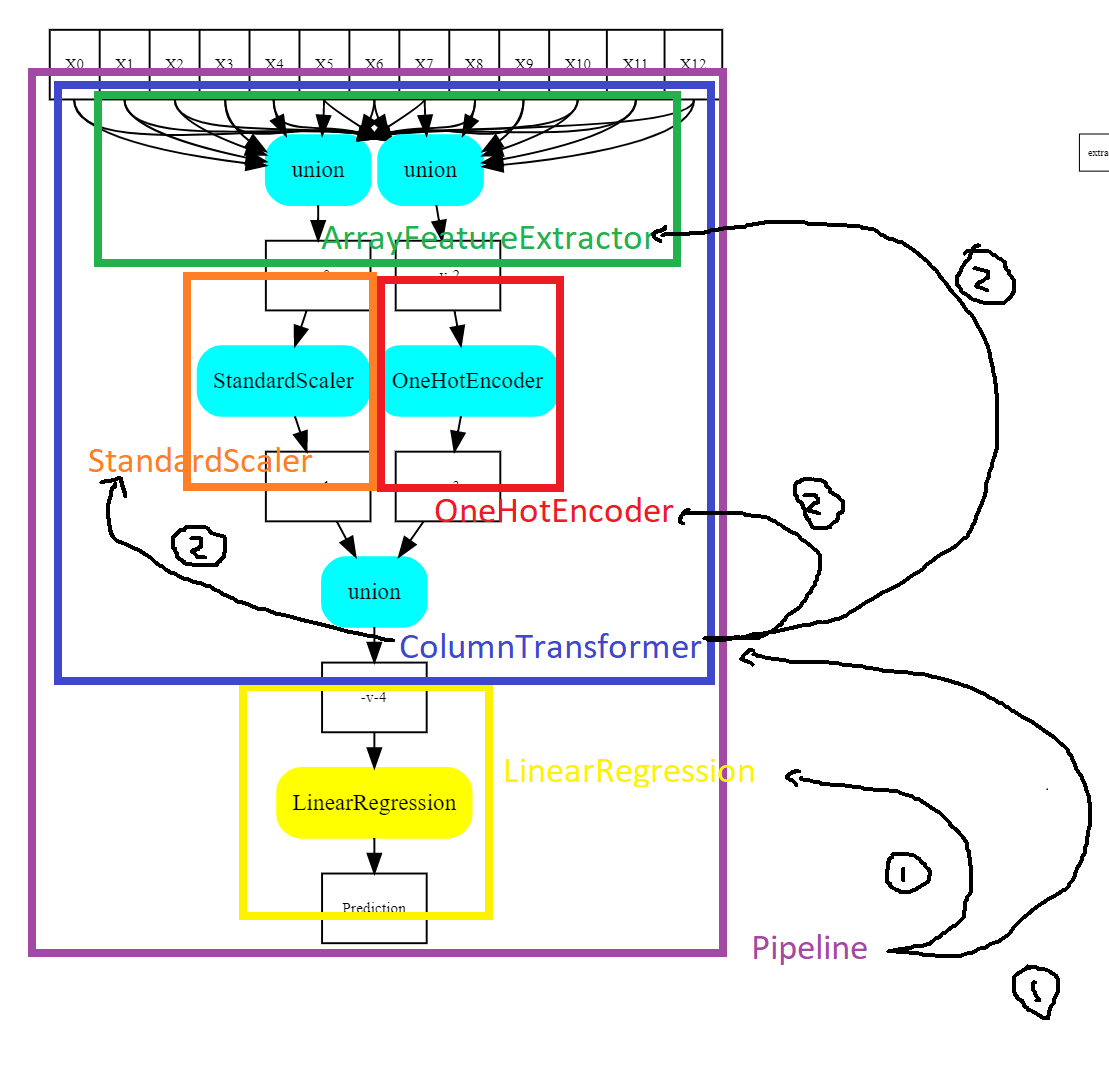 X0 X1 X2 X3 X4 X5 X6 X7 X8 X9 X10 X11 X12
extra
union union
ArrayFeatureExtractor
2
StandardScaler OneHotEncoder
StandardScaler
2
OneHotEncoder
2
union
ColumnTransformer
-v-4
LinearRegression
LinearRegression
1
Prediction
Pipeline
1